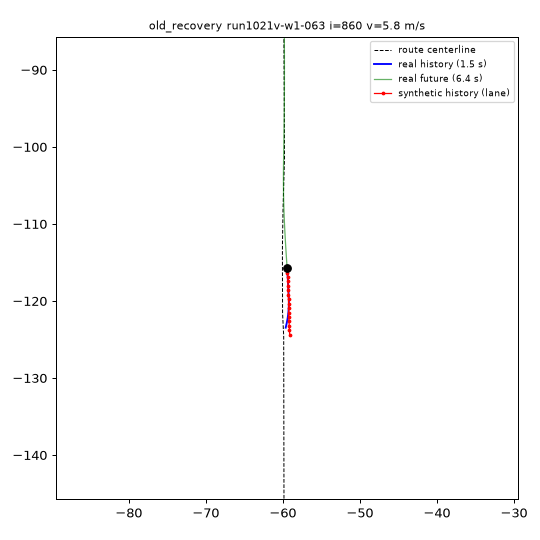 old_recovery run1021v-w1-063 i=860 v=5.8 m/s
route centerline
real history (1.5 s)
real future (6.4 s)
synthetic history (lane)
−90
−100
−110
−120
−130
−140
−80
−70
−60
−50
−40
−30